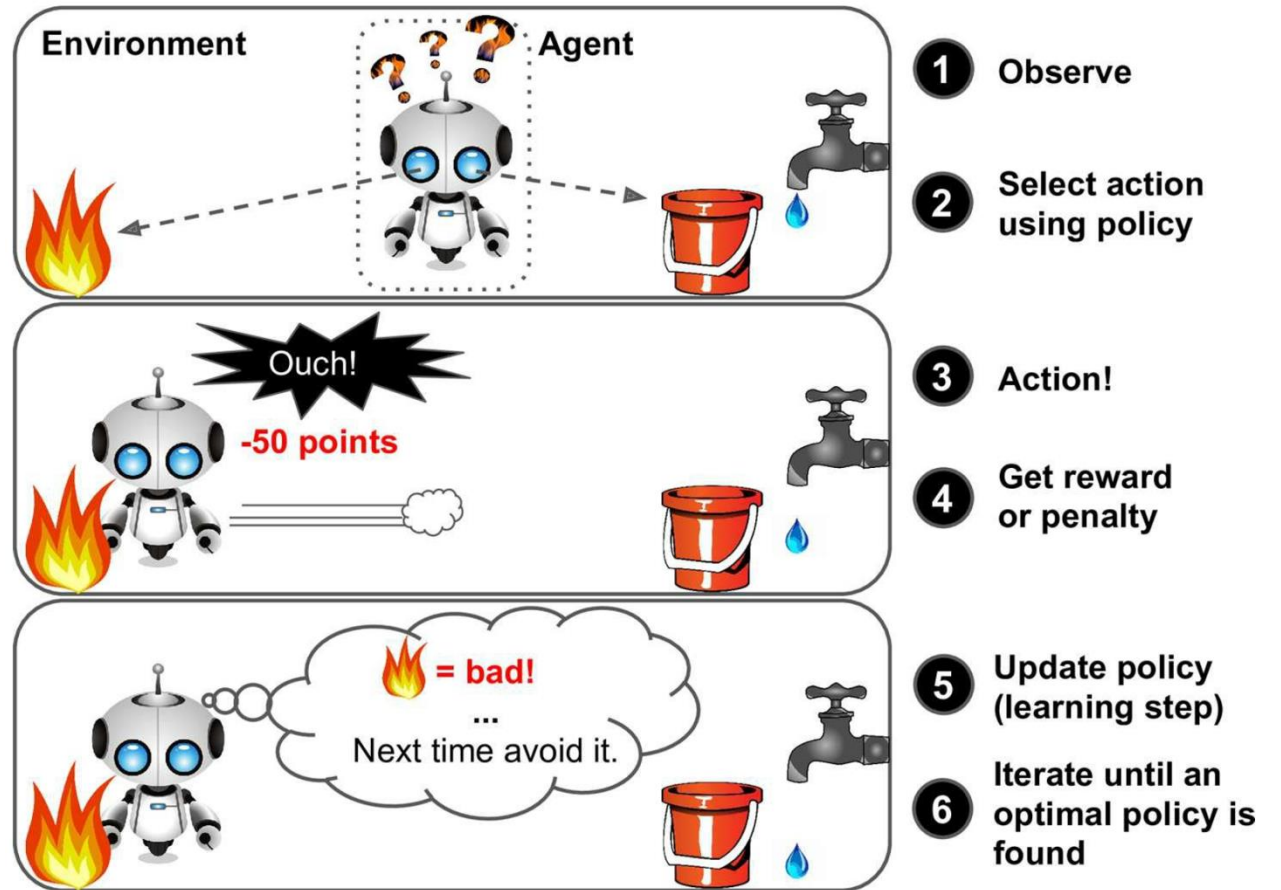 Environment
Agent
? ? ?
1 Observe
2 Select action
using policy
Ouch!
-50 points
3 Action!
4 Get reward
or penalty
= bad!
...
Next time avoid it.
5 Update policy
(learning step)
6 Iterate until an
optimal policy is
found